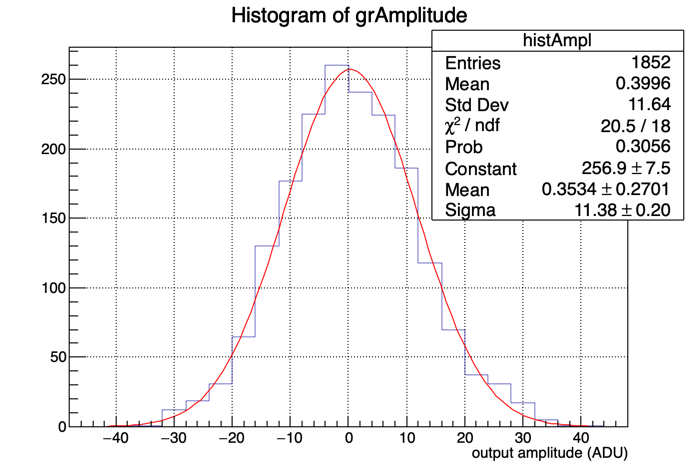 Histogram of grAmplitude
histAmpl
Entries 1852
Mean 0.3996
Std Dev 11.64
χ² / ndf 20.5 / 18
Prob 0.3056
Constant 256.9 ± 7.5
Mean 0.3534 ± 0.2701
Sigma 11.38 ± 0.20
250
200
150
100
50
0
−40 −30 −20 −10 0 10 20 30 40
output amplitude (ADU)